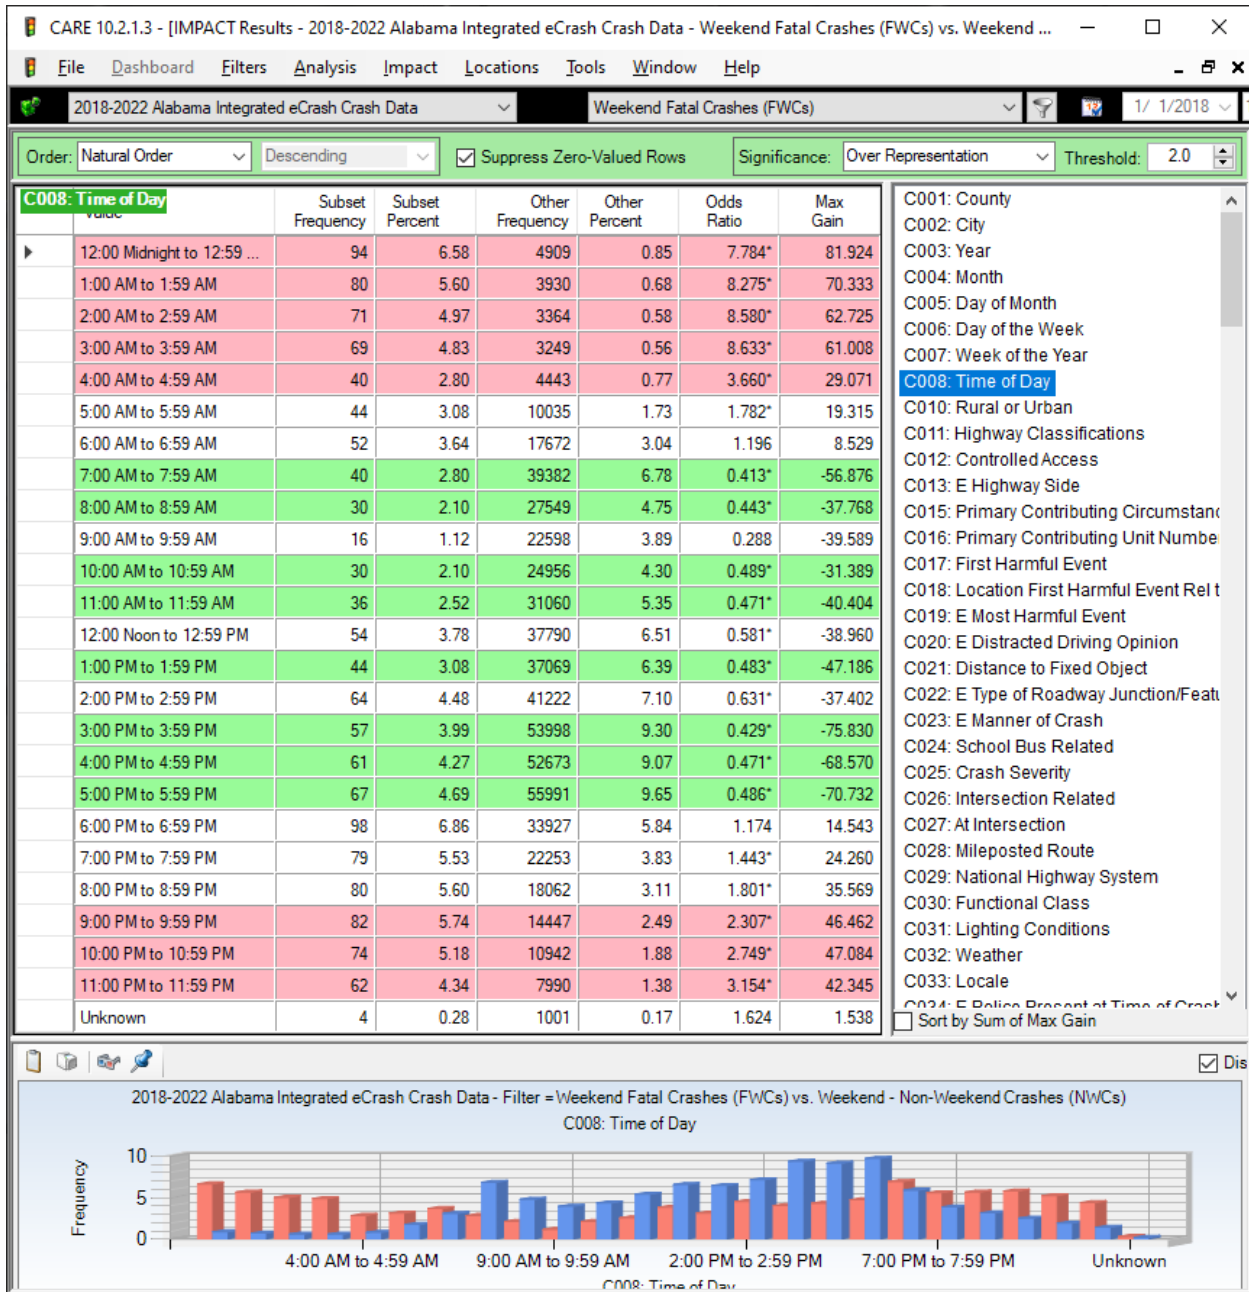 CARE 10.2.1.3 - [IMPACT Results - 2018-2022 Alabama Integrated eCrash Crash Data - Weekend Fatal Crashes (FWCs) vs. Weekend ...
File Dashboard Filters Analysis Impact Locations Tools Window Help
2018-2022 Alabama Integrated eCrash Crash Data Weekend Fatal Crashes (FWCs) 1/ 1/2018
Order: Natural Order Descending Suppress Zero-Valued Rows Significance: Over Representation Threshold: 2.0
C008: Time of Day Subset Frequency Subset Percent Other Frequency Other Percent Odds Ratio Max Gain
12:00 Midnight to 12:59 ... 94 6.58 4909 0.85 7.784* 81.924
1:00 AM to 1:59 AM 80 5.60 3930 0.68 8.275* 70.333
2:00 AM to 2:59 AM 71 4.97 3364 0.58 8.580* 62.725
3:00 AM to 3:59 AM 69 4.83 3249 0.56 8.633* 61.008
4:00 AM to 4:59 AM 40 2.80 4443 0.77 3.660* 29.071
5:00 AM to 5:59 AM 44 3.08 10035 1.73 1.782* 19.315
6:00 AM to 6:59 AM 52 3.64 17672 3.04 1.196 8.529
7:00 AM to 7:59 AM 40 2.80 39382 6.78 0.413* -56.876
8:00 AM to 8:59 AM 30 2.10 27549 4.75 0.443* -37.768
9:00 AM to 9:59 AM 16 1.12 22598 3.89 0.288 -39.589
10:00 AM to 10:59 AM 30 2.10 24956 4.30 0.489* -31.389
11:00 AM to 11:59 AM 36 2.52 31060 5.35 0.471* -40.404
12:00 Noon to 12:59 PM 54 3.78 37790 6.51 0.581* -38.960
1:00 PM to 1:59 PM 44 3.08 37069 6.39 0.483* -47.186
2:00 PM to 2:59 PM 64 4.48 41222 7.10 0.631* -37.402
3:00 PM to 3:59 PM 57 3.99 53998 9.30 0.429* -75.830
4:00 PM to 4:59 PM 61 4.27 52673 9.07 0.471* -68.570
5:00 PM to 5:59 PM 67 4.69 55991 9.65 0.486* -70.732
6:00 PM to 6:59 PM 98 6.86 33927 5.84 1.174 14.543
7:00 PM to 7:59 PM 79 5.53 22253 3.83 1.443* 24.260
8:00 PM to 8:59 PM 80 5.60 18062 3.11 1.801* 35.569
9:00 PM to 9:59 PM 82 5.74 14447 2.49 2.307* 46.462
10:00 PM to 10:59 PM 74 5.18 10942 1.88 2.749* 47.084
11:00 PM to 11:59 PM 62 4.34 7990 1.38 3.154* 42.345
Unknown 4 0.28 1001 0.17 1.624 1.538
C001: County
C002: City
C003: Year
C004: Month
C005: Day of Month
C006: Day of the Week
C007: Week of the Year
C008: Time of Day
C010: Rural or Urban
C011: Highway Classifications
C012: Controlled Access
C013: E Highway Side
C015: Primary Contributing Circumstanc
C016: Primary Contributing Unit Number
C017: First Harmful Event
C018: Location First Harmful Event Rel t
C019: E Most Harmful Event
C020: E Distracted Driving Opinion
C021: Distance to Fixed Object
C022: E Type of Roadway Junction/Featu
C023: E Manner of Crash
C024: School Bus Related
C025: Crash Severity
C026: Intersection Related
C027: At Intersection
C028: Mileposted Route
C029: National Highway System
C030: Functional Class
C031: Lighting Conditions
C032: Weather
C033: Locale
C034: E Police Present at Time of Crash
Sort by Sum of Max Gain
Dis
2018-2022 Alabama Integrated eCrash Crash Data - Filter = Weekend Fatal Crashes (FWCs) vs. Weekend - Non-Weekend Crashes (NWCs)
C008: Time of Day
Frequency
10
5
0
4:00 AM to 4:59 AM 9:00 AM to 9:59 AM 2:00 PM to 2:59 PM 7:00 PM to 7:59 PM Unknown
C008: Time of Day